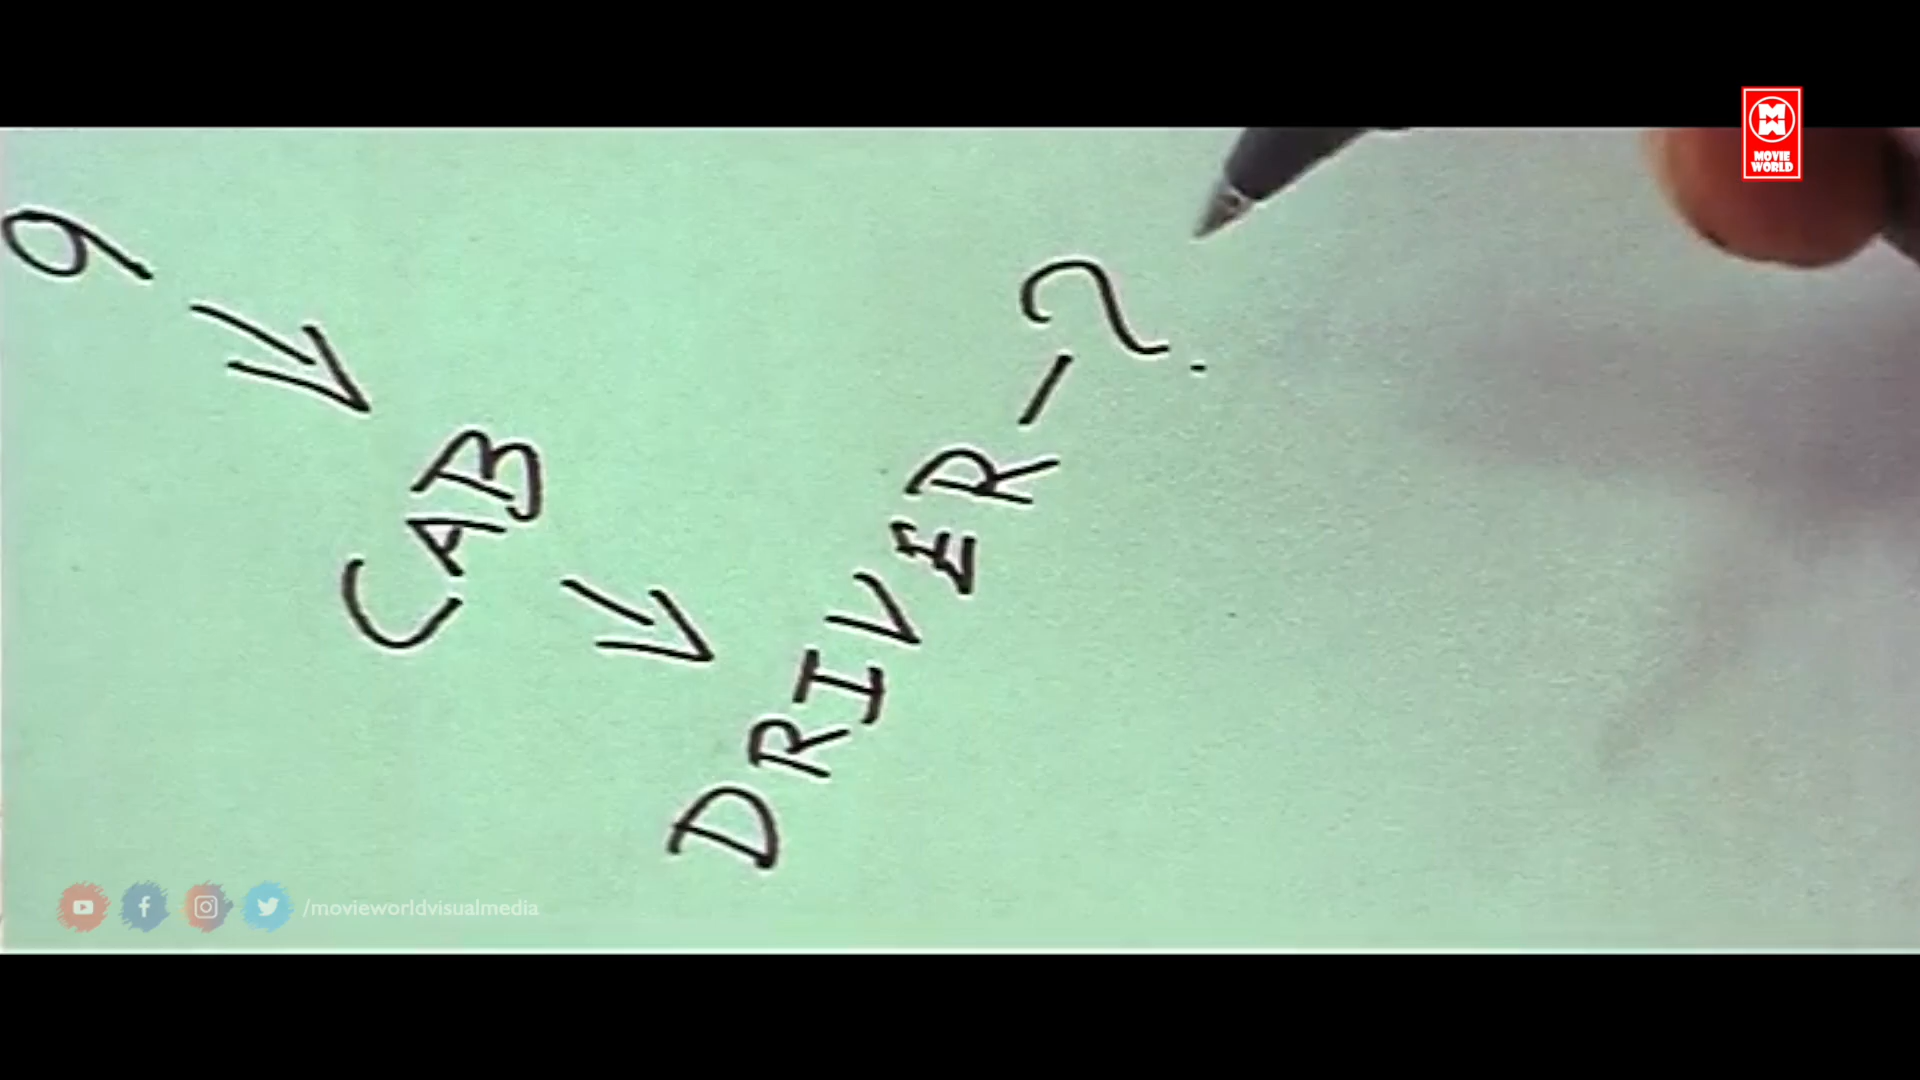 9
→
CAB
→
DRIVER-?
MOVIE
WORLD
/movieworldvisualmedia